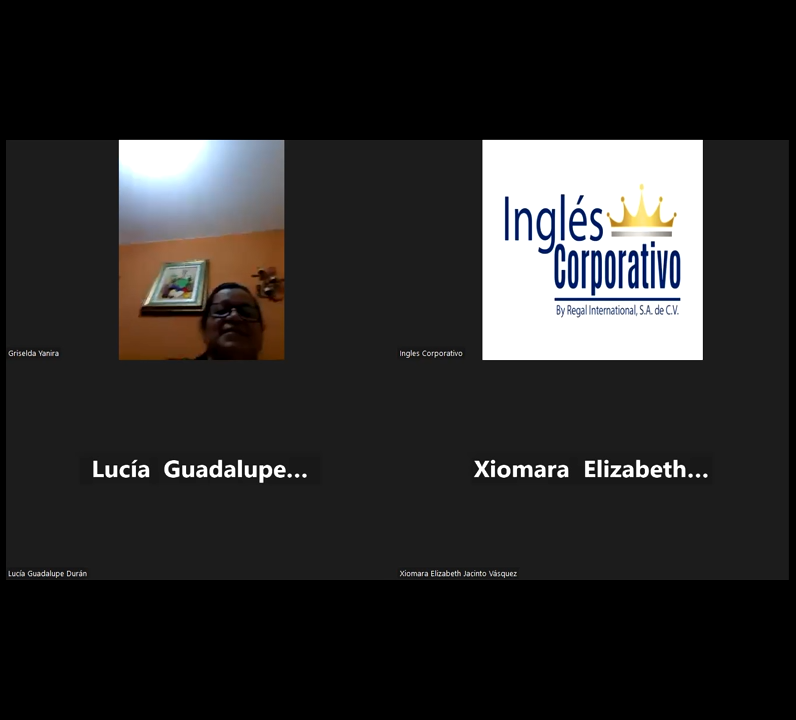 Inglés
Corporativo
By Regal International, S.A. de C.V.
Griselda Yanira
Ingles Corporativo
Lucía Guadalupe...
Xiomara Elizabeth...
Lucía Guadalupe Durán
Xiomara Elizabeth Jacinto Vásquez